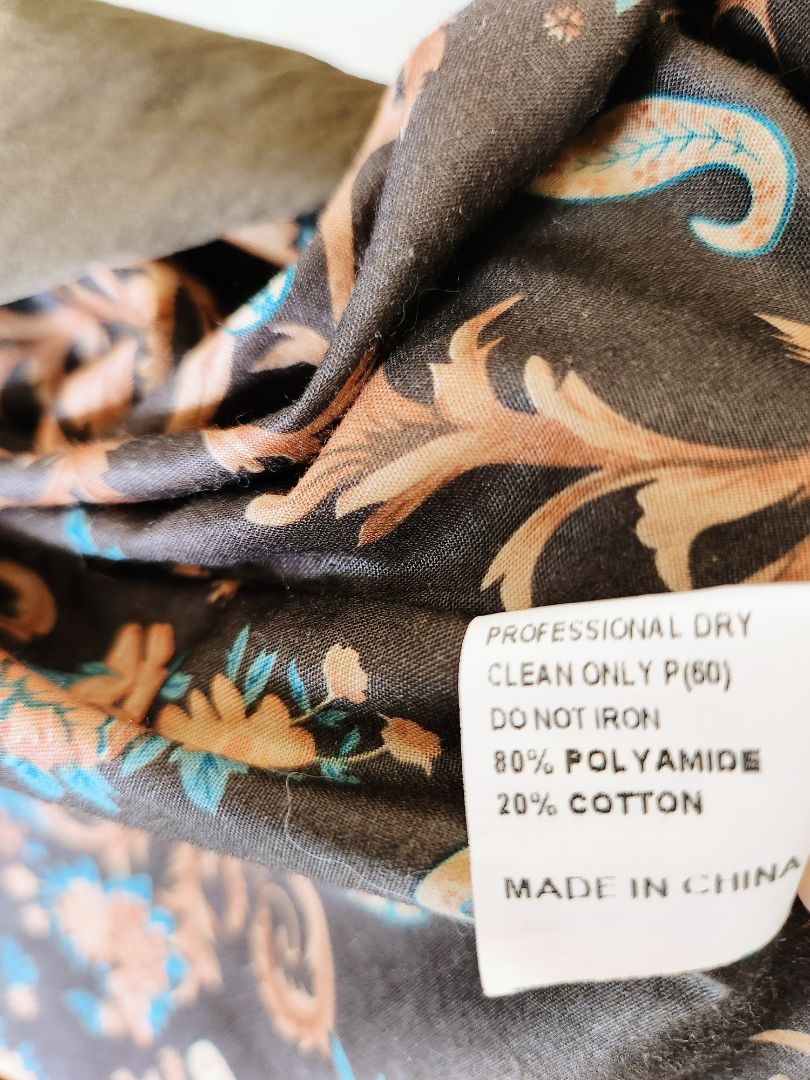 PROFESSIONAL DRY
CLEAN ONLY P(60)
DO NOT IRON
80% POLYAMIDE
20% COTTON
MADE IN CHINA